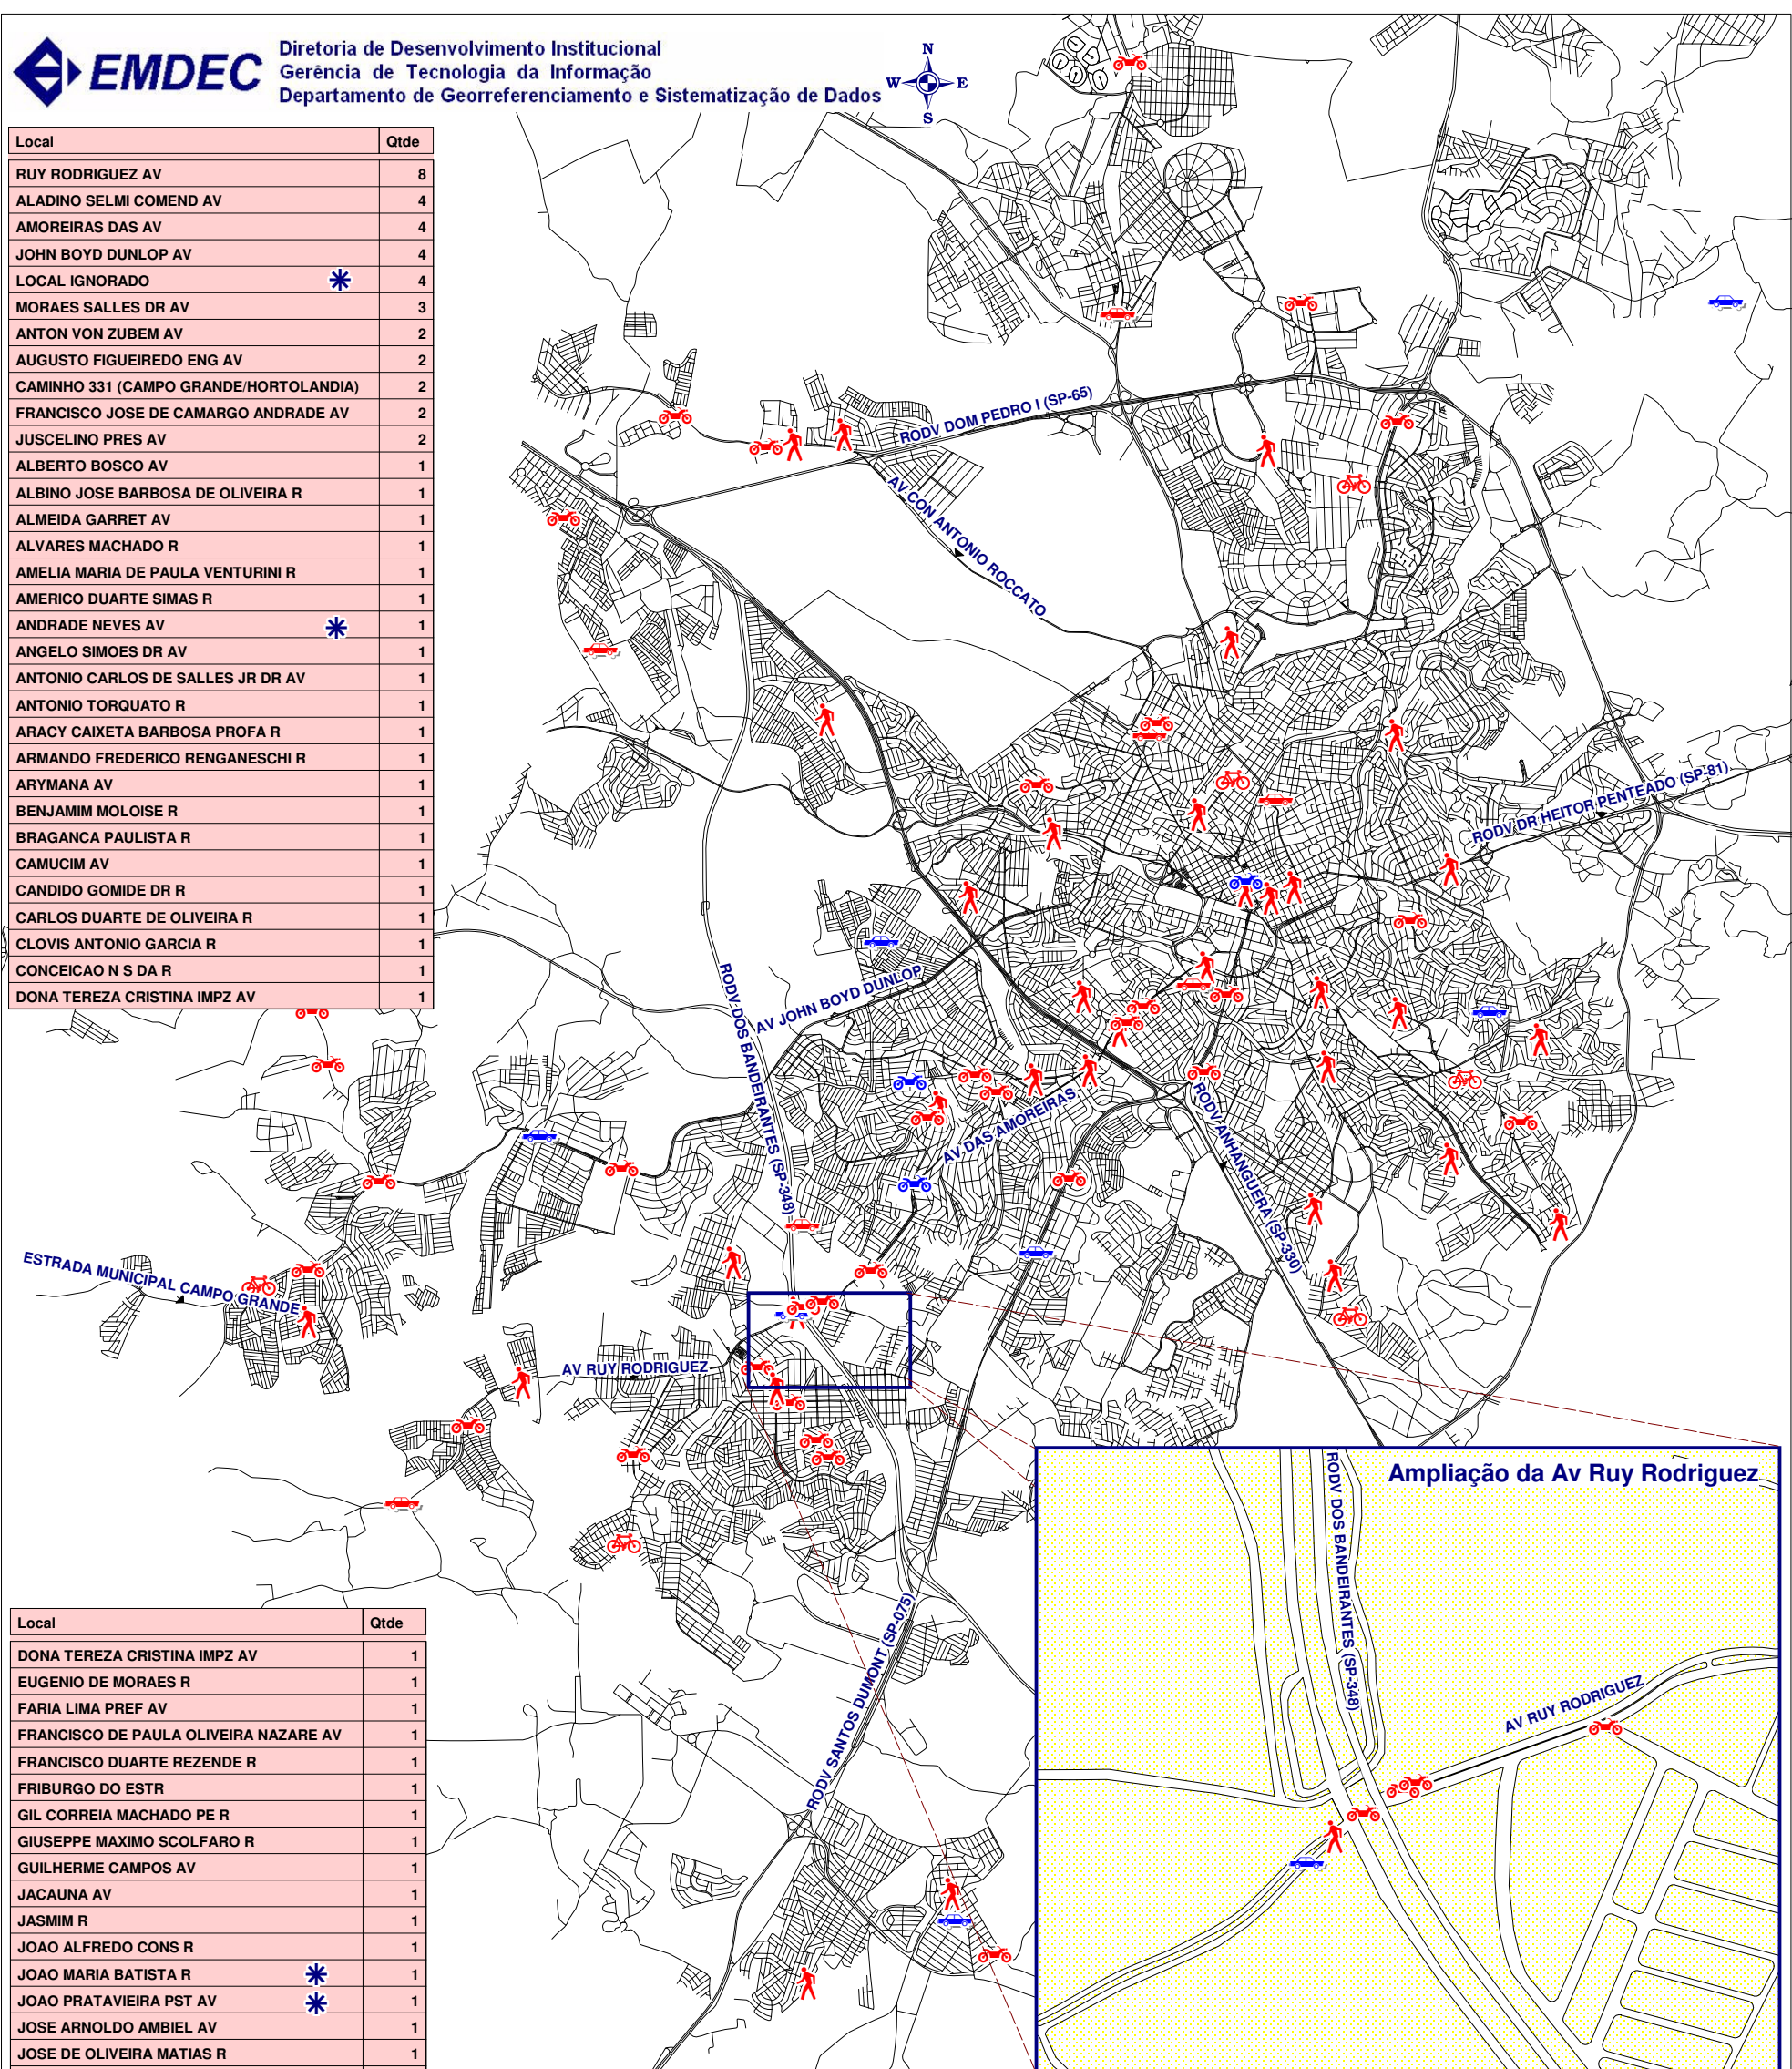 EMDEC
Diretoria de Desenvolvimento Institucional
Gerência de Tecnologia da Informação
Departamento de Georreferenciamento e Sistematização de Dados
N
W E
S
Local Qtde
RUY RODRIGUEZ AV 8
ALADINO SELMI COMEND AV 4
AMOREIRAS DAS AV 4
JOHN BOYD DUNLOP AV 4
LOCAL IGNORADO 4
MORAES SALLES DR AV 3
ANTON VON ZUBEM AV 2
AUGUSTO FIGUEIREDO ENG AV 2
CAMINHO 331 (CAMPO GRANDE/HORTOLANDIA) 2
FRANCISCO JOSE DE CAMARGO ANDRADE AV 2
JUSCELINO PRES AV 2
ALBERTO BOSCO AV 1
ALBINO JOSE BARBOSA DE OLIVEIRA R 1
ALMEIDA GARRET AV 1
ALVARES MACHADO R 1
AMELIA MARIA DE PAULA VENTURINI R 1
AMERICO DUARTE SIMAS R 1
ANDRADE NEVES AV 1
ANGELO SIMOES DR AV 1
ANTONIO CARLOS DE SALLES JR DR AV 1
ANTONIO TORQUATO R 1
ARACY CAIXETA BARBOSA PROFA R 1
ARMANDO FREDERICO RENGANESCHI R 1
ARYMANA AV 1
BENJAMIM MOLOISE R 1
BRAGANCA PAULISTA R 1
CAMUCIM AV 1
CANDIDO GOMIDE DR R 1
CARLOS DUARTE DE OLIVEIRA R 1
CLOVIS ANTONIO GARCIA R 1
CONCEICAO N S DA R 1
DONA TEREZA CRISTINA IMPZ AV 1
RODV DOM PEDRO I (SP-65)
AV CON ANTONIO ROCCATO
RODV DR HEITOR PENTEADO (SP-81)
RODV DOS BANDEIRANTES (SP-348)
AV JOHN BOYD DUNLOP
AV DAS AMOREIRAS
RODV ANHANGUERA (SP-330)
ESTRADA MUNICIPAL CAMPO GRANDE
AV RUY RODRIGUEZ
RODV SANTOS DUMONT (SP-075)
Ampliação da Av Ruy Rodriguez
RODV DOS BANDEIRANTES (SP-348)
AV RUY RODRIGUEZ
Local Qtde
DONA TEREZA CRISTINA IMPZ AV 1
EUGENIO DE MORAES R 1
FARIA LIMA PREF AV 1
FRANCISCO DE PAULA OLIVEIRA NAZARE AV 1
FRANCISCO DUARTE REZENDE R 1
FRIBURGO DO ESTR 1
GIL CORREIA MACHADO PE R 1
GIUSEPPE MAXIMO SCOLFARO R 1
GUILHERME CAMPOS AV 1
JACAUNA AV 1
JASMIM R 1
JOAO ALFREDO CONS R 1
JOAO MARIA BATISTA R 1
JOAO PRATAVIEIRA PST AV 1
JOSE ARNOLDO AMBIEL AV 1
JOSE DE OLIVEIRA MATIAS R 1